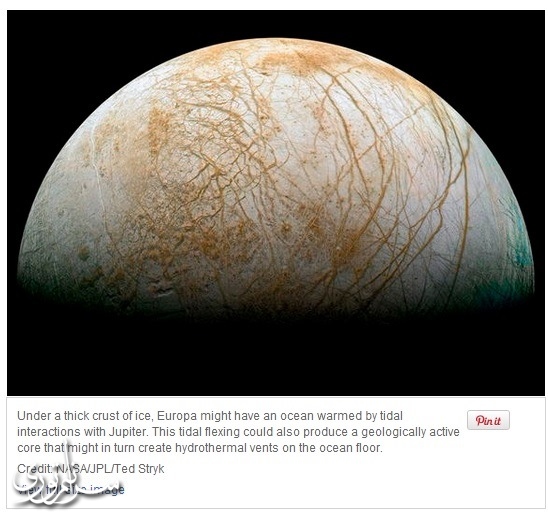 Under a thick crust of ice, Europa might have an ocean warmed by tidal
interactions with Jupiter. This tidal flexing could also produce a geologically active
core that might in turn create hydrothermal vents on the ocean floor.
Credit: NASA/JPL/Ted Stryk
image
Pin it